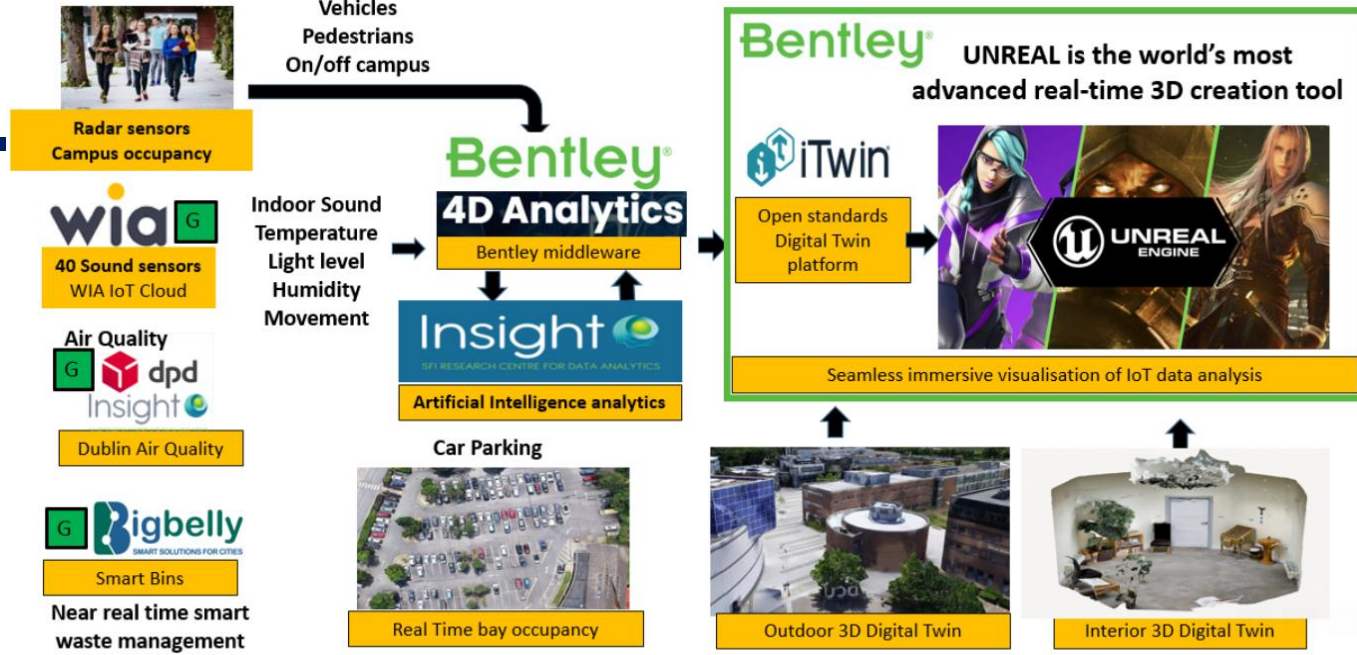 Vehicles
Pedestrians
On/off campus
Radar sensors
Campus occupancy
wia
G
40 Sound sensors
WIA IoT Cloud
Indoor Sound
Temperature
Light level
Humidity
Movement
Air Quality
G
dpd
Insight
Dublin Air Quality
G
Bigbelly
SMART SOLUTIONS FOR CITIES
Smart Bins
Near real time smart
waste management
Bentley®
4D Analytics
Bentley middleware
Insight
SFI RESEARCH CENTRE FOR DATA ANALYTICS
Artificial Intelligence analytics
Car Parking
Real Time bay occupancy
Bentley®
UNREAL is the world’s most
advanced real-time 3D creation tool
iTwin®
Open standards
Digital Twin
platform
UNREAL
ENGINE
Seamless immersive visualisation of IoT data analysis
Outdoor 3D Digital Twin
Interior 3D Digital Twin